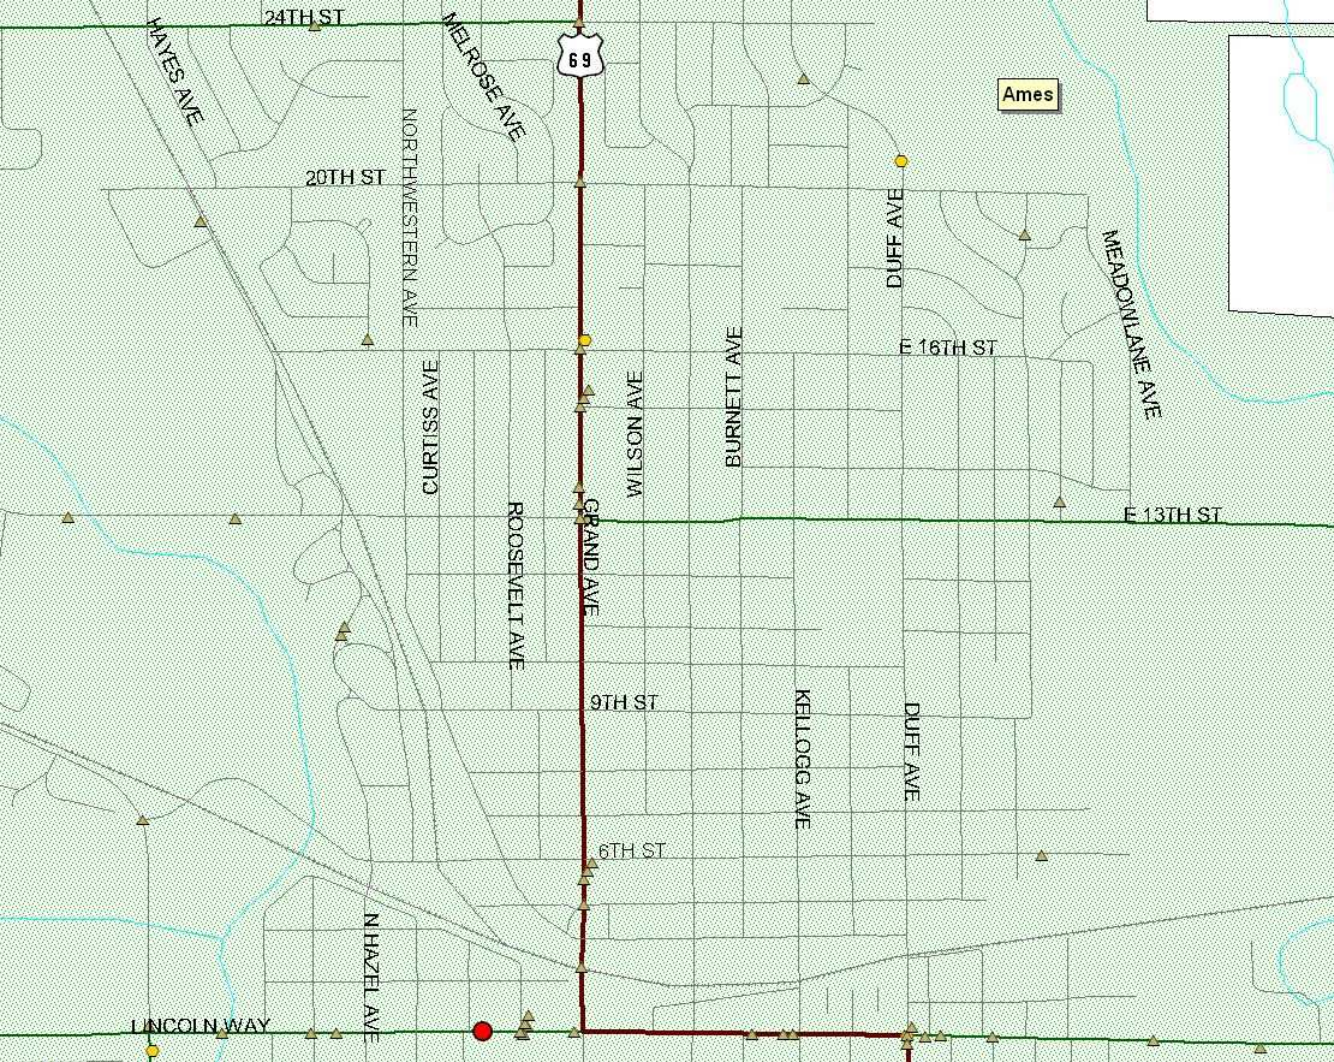 24TH ST
HAYES AVE
MELROSE AVE
69
Ames
NORTHWESTERN AVE
20TH ST
DUFF AVE
MEADOWLANE AVE
E 16TH ST
BURNETT AVE
CURTISS AVE
WILSON AVE
ROOSEVELT AVE
GRAND AVE
E 13TH ST
9TH ST
KELLOGG AVE
DUFF AVE
6TH ST
N HAZEL AVE
LINCOLN WAY